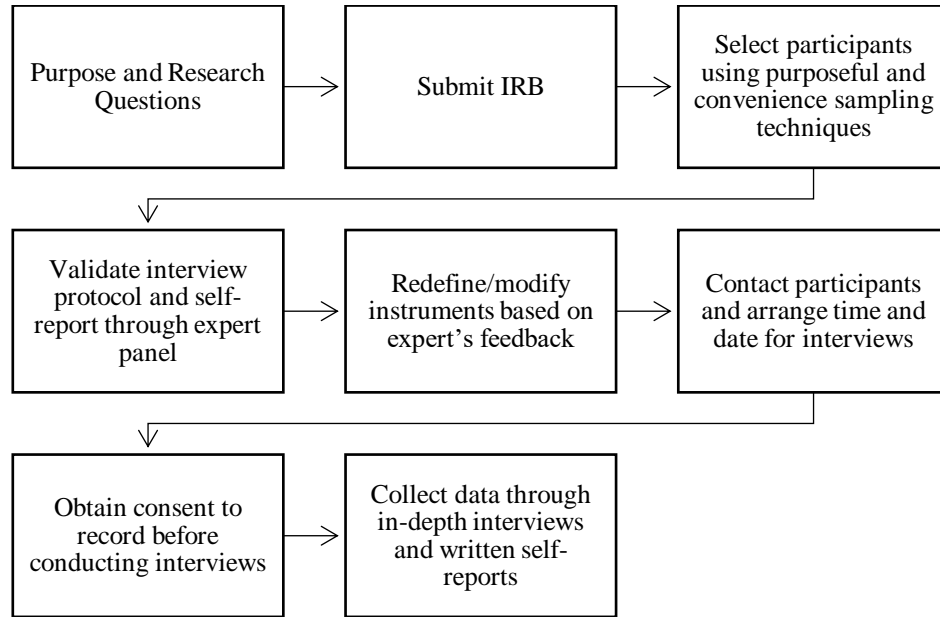 Purpose and Research
Questions
Submit IRB
Select participants
using purposeful and
convenience sampling
techniques
Validate interview
protocol and self-
report through expert
panel
Redefine/modify
instruments based on
expert’s feedback
Contact participants
and arrange time and
date for interviews
Obtain consent to
record before
conducting interviews
Collect data through
in-depth interviews
and written self-
reports